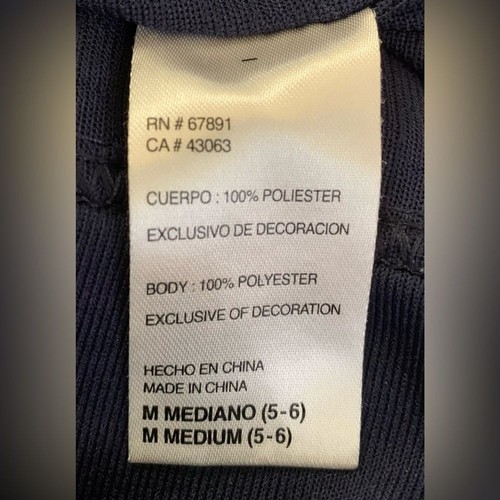 RN # 67891
CA # 43063
CUERPO : 100% POLIESTER
EXCLUSIVO DE DECORACION
BODY : 100% POLYESTER
EXCLUSIVE OF DECORATION
HECHO EN CHINA
MADE IN CHINA
M MEDIANO (5-6)
M MEDIUM (5-6)